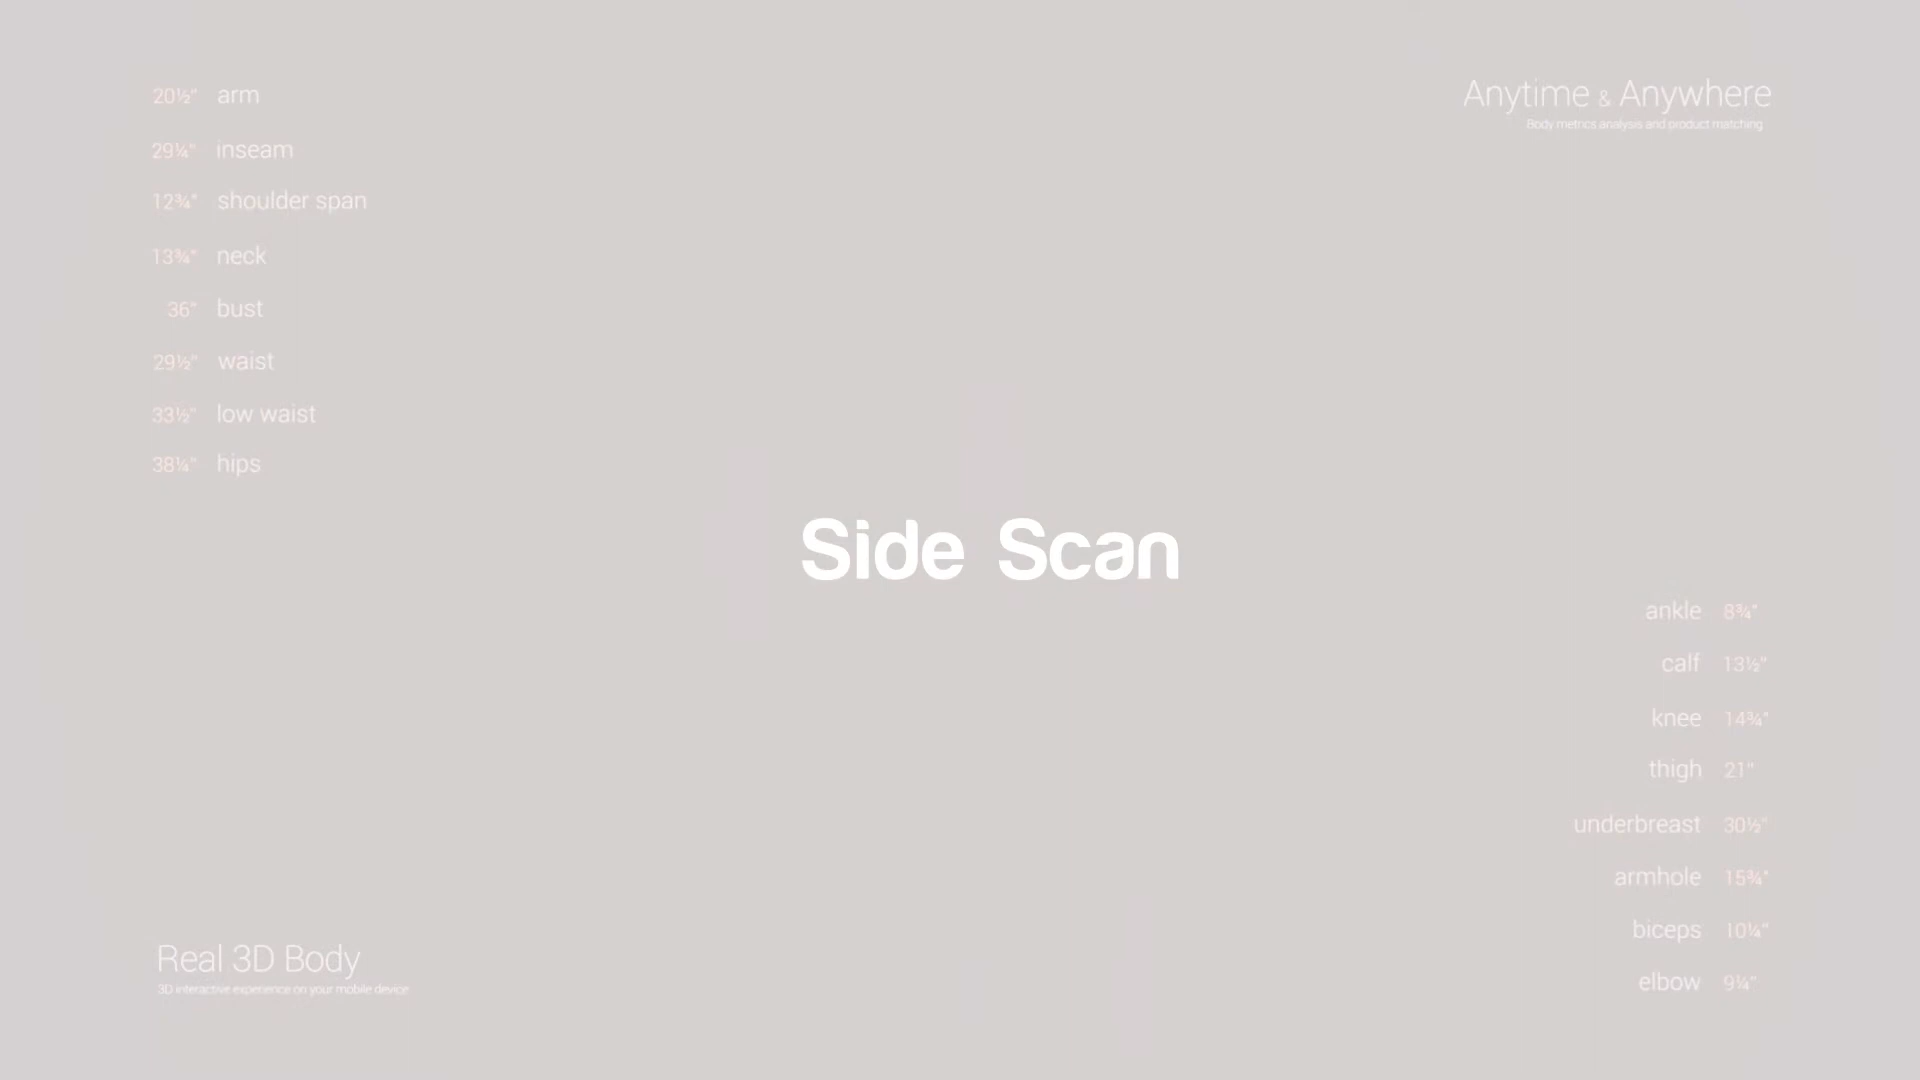 20½" arm
29¼" inseam
12¾" shoulder span
13¾" neck
36" bust
29½" waist
33½" low waist
38¼" hips
Anytime & Anywhere
Body metrics analysis and product matching
Side Scan
ankle 8¾"
calf 13½"
knee 14¾"
thigh 21"
underbreast 30½"
armhole 15¾"
biceps 10¼"
elbow 9¼"
Real 3D Body
3D interactive experience on your mobile device